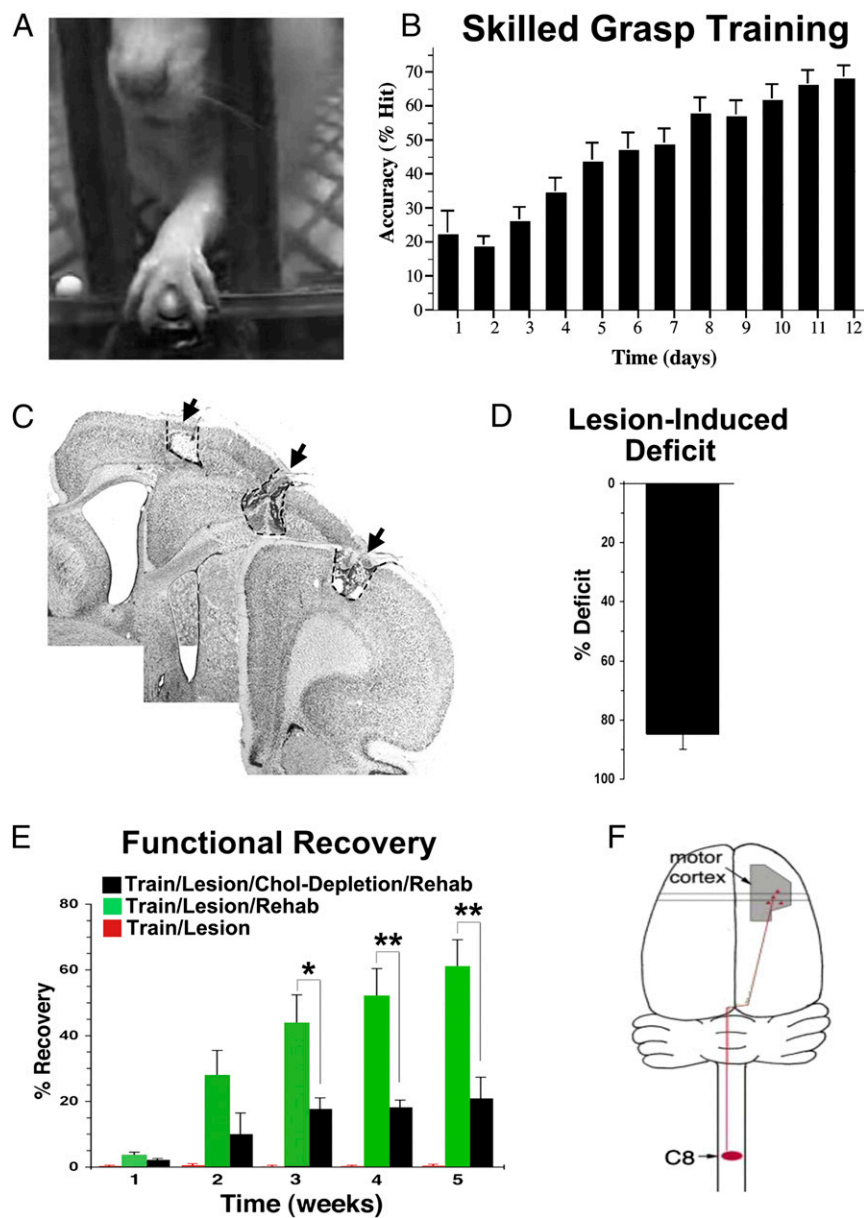 A
B
Skilled Grasp Training
Accuracy (% Hit)
70
60
50
40
30
20
10
0
1 2 3 4 5 6 7 8 9 10 11 12
Time (days)
C
D
Lesion-Induced
Deficit
% Deficit
0
20
40
60
80
100
E
Functional Recovery
Train/Lesion/Chol-Depletion/Rehab
Train/Lesion/Rehab
Train/Lesion
% Recovery
80
60
40
20
0
*
**
**
1 2 3 4 5
Time (weeks)
F
motor
cortex
C8